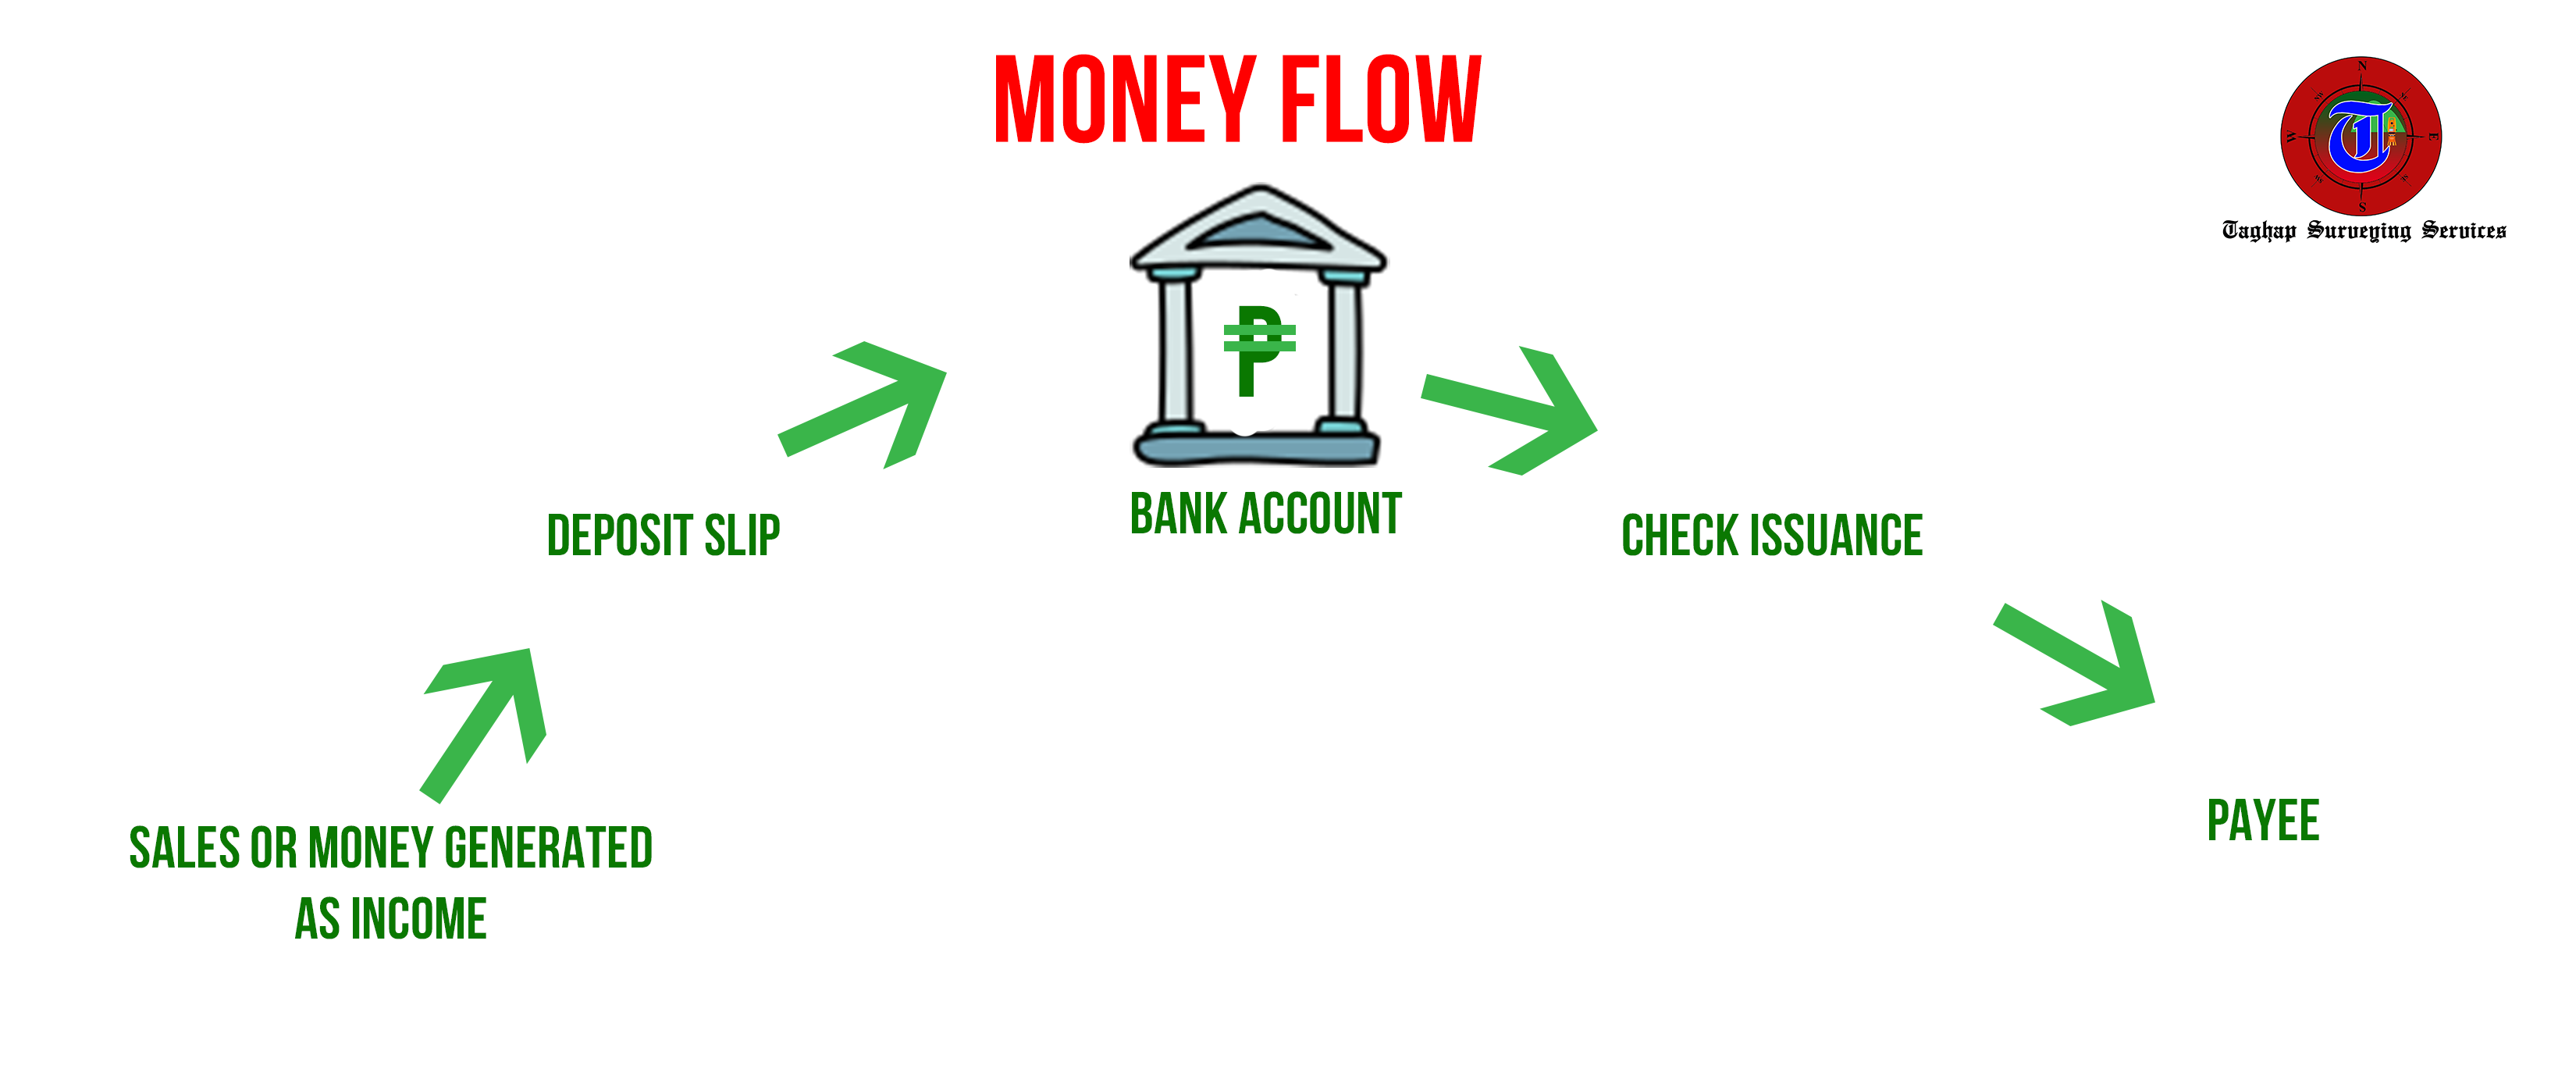 MONEY FLOW
N
W
E
S
Taghap Surveying Services
₱
BANK ACCOUNT
DEPOSIT SLIP
CHECK ISSUANCE
SALES OR MONEY GENERATED
AS INCOME
PAYEE